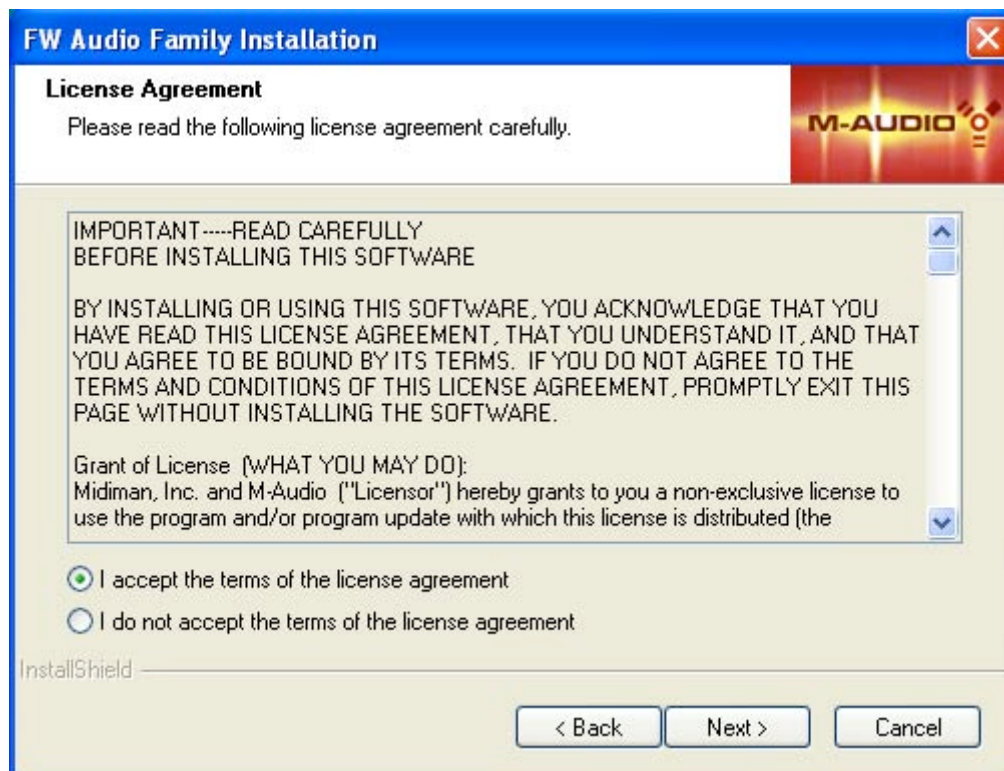 FW Audio Family Installation
License Agreement
Please read the following license agreement carefully.
M-AUDIO
IMPORTANT-----READ CAREFULLY
BEFORE INSTALLING THIS SOFTWARE
BY INSTALLING OR USING THIS SOFTWARE, YOU ACKNOWLEDGE THAT YOU
HAVE READ THIS LICENSE AGREEMENT, THAT YOU UNDERSTAND IT, AND THAT
YOU AGREE TO BE BOUND BY ITS TERMS.  IF YOU DO NOT AGREE TO THE
TERMS AND CONDITIONS OF THIS LICENSE AGREEMENT, PROMPTLY EXIT THIS
PAGE WITHOUT INSTALLING THE SOFTWARE.
Grant of License  (WHAT YOU MAY DO):
Midiman, Inc. and M-Audio  ("Licensor") hereby grants to you a non-exclusive license to
use the program and/or program update with which this license is distributed (the
I accept the terms of the license agreement
I do not accept the terms of the license agreement
InstallShield
< Back Next > Cancel